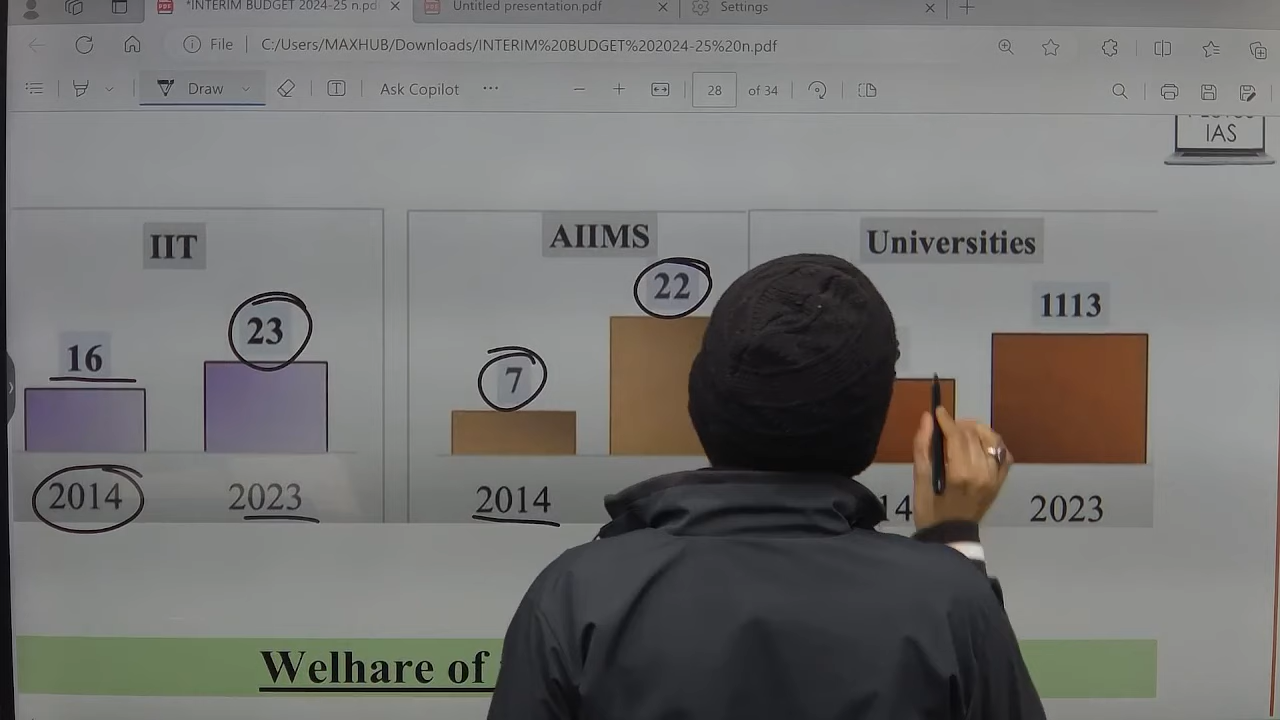 *INTERIM BUDGET 2024-25 n.pd
Untitled presentation.pdf
Settings
File
C:/Users/MAXHUB/Downloads/INTERIM%20BUDGET%202024-25%20n.pdf
Draw
Ask Copilot
28 of 34
IAS
IIT
AIIMS
Universities
16
23
7
22
1113
2014
2023
2014
14
2023
Welhare of